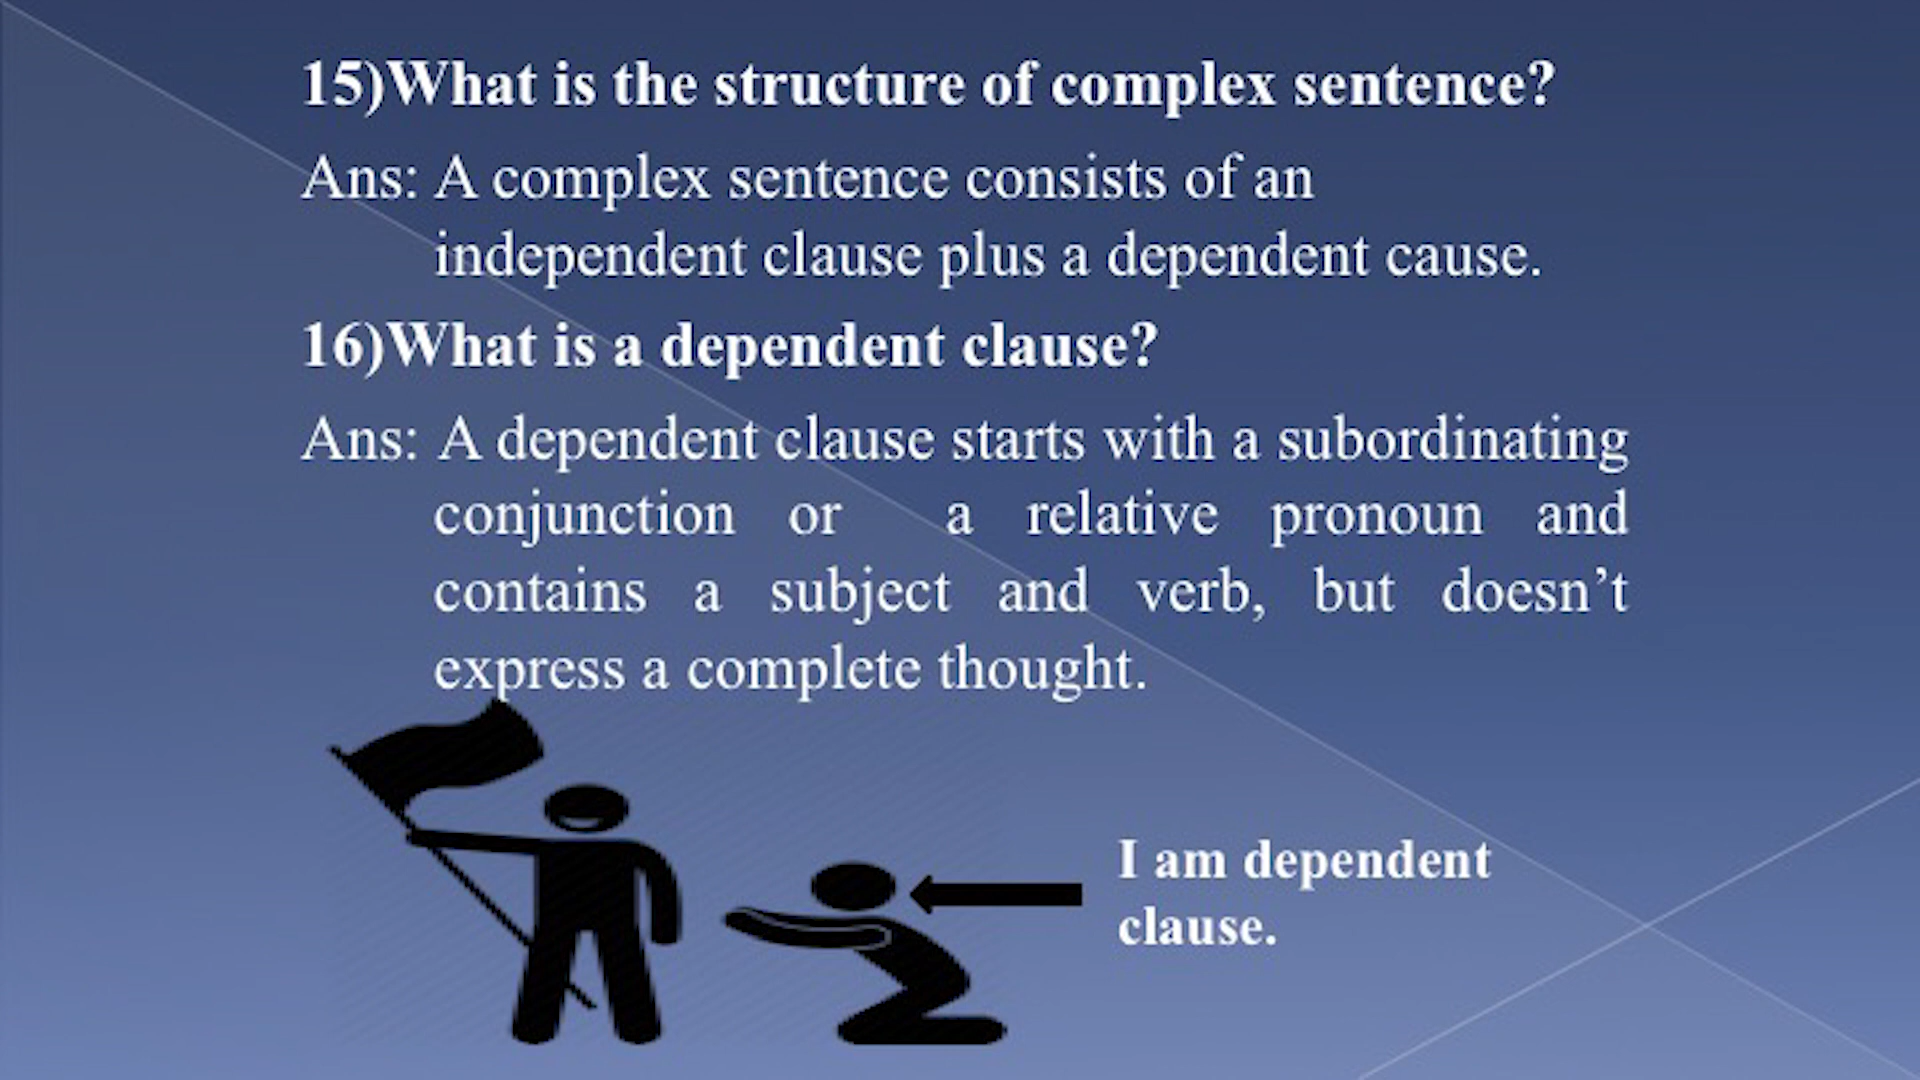 15)What is the structure of complex sentence?
Ans: A complex sentence consists of an
independent clause plus a dependent cause.
16)What is a dependent clause?
Ans: A dependent clause starts with a subordinating
conjunction or a relative pronoun and
contains a subject and verb, but doesn’t
express a complete thought.
I am dependent
clause.